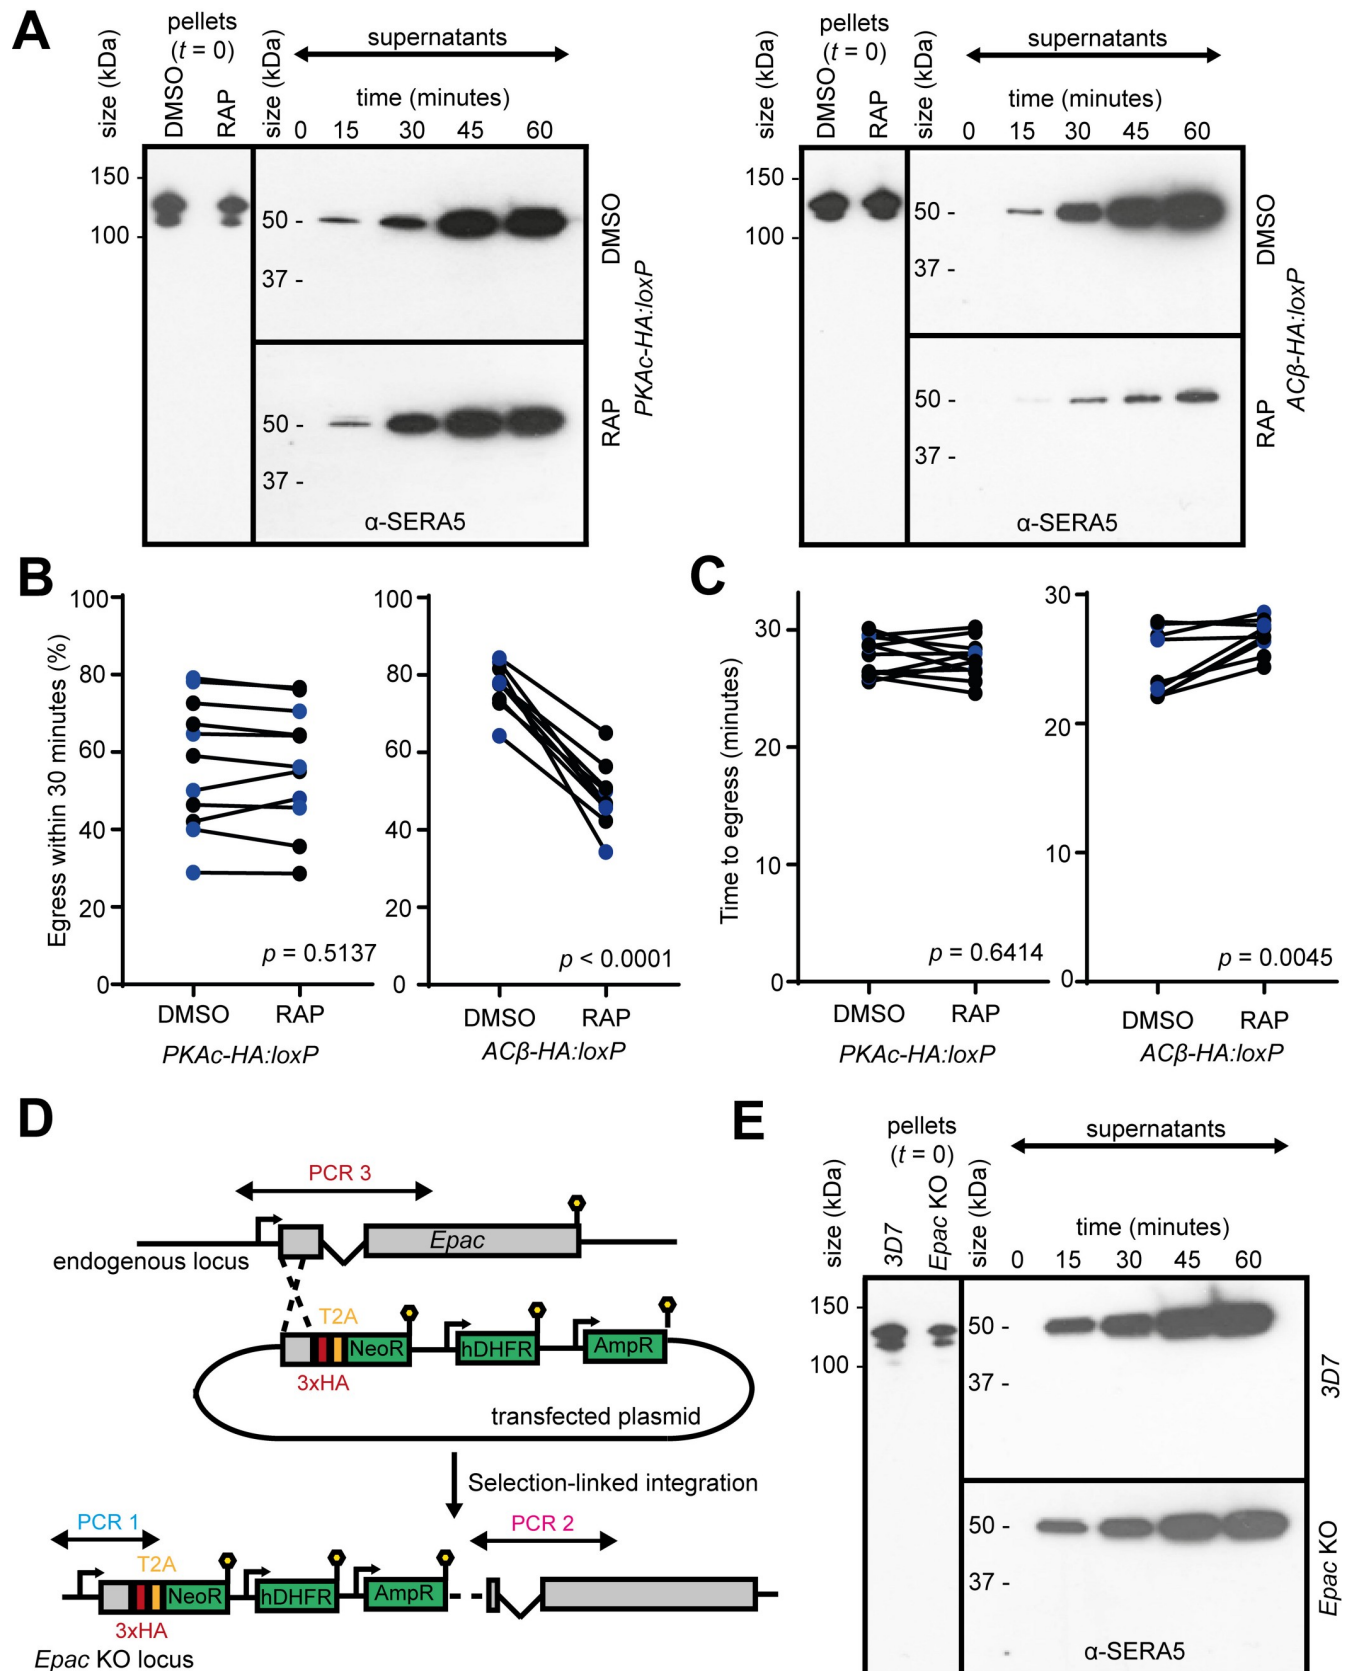 A
size (kDa)
pellets
(t = 0)
DMSO
RAP
size (kDa)
supernatants
time (minutes)
0 15 30 45 60
150 -
100 -
50 -
37 -
DMSO
50 -
37 -
RAP
PKAc-HA:loxP
α-SERA5
size (kDa)
pellets
(t = 0)
DMSO
RAP
size (kDa)
supernatants
time (minutes)
0 15 30 45 60
150 -
100 -
50 -
37 -
DMSO
50 -
37 -
RAP
ACβ-HA:loxP
α-SERA5
B
Egress within 30 minutes (%)
100
80
60
40
20
0
p = 0.5137
DMSO RAP
PKAc-HA:loxP
100
80
60
40
20
0
p < 0.0001
DMSO RAP
ACβ-HA:loxP
C
Time to egress (minutes)
30
20
10
0
p = 0.6414
DMSO RAP
PKAc-HA:loxP
30
20
10
0
p = 0.0045
DMSO RAP
ACβ-HA:loxP
D
PCR 3
Epac
endogenous locus
T2A
NeoR hDHFR AmpR
3xHA
transfected plasmid
Selection-linked integration
PCR 1
PCR 2
T2A
NeoR hDHFR AmpR
3xHA
Epac KO locus
E
size (kDa)
pellets
(t = 0)
3D7
Epac KO
size (kDa)
supernatants
time (minutes)
0 15 30 45 60
150 -
100 -
50 -
37 -
3D7
50 -
37 -
Epac KO
α-SERA5